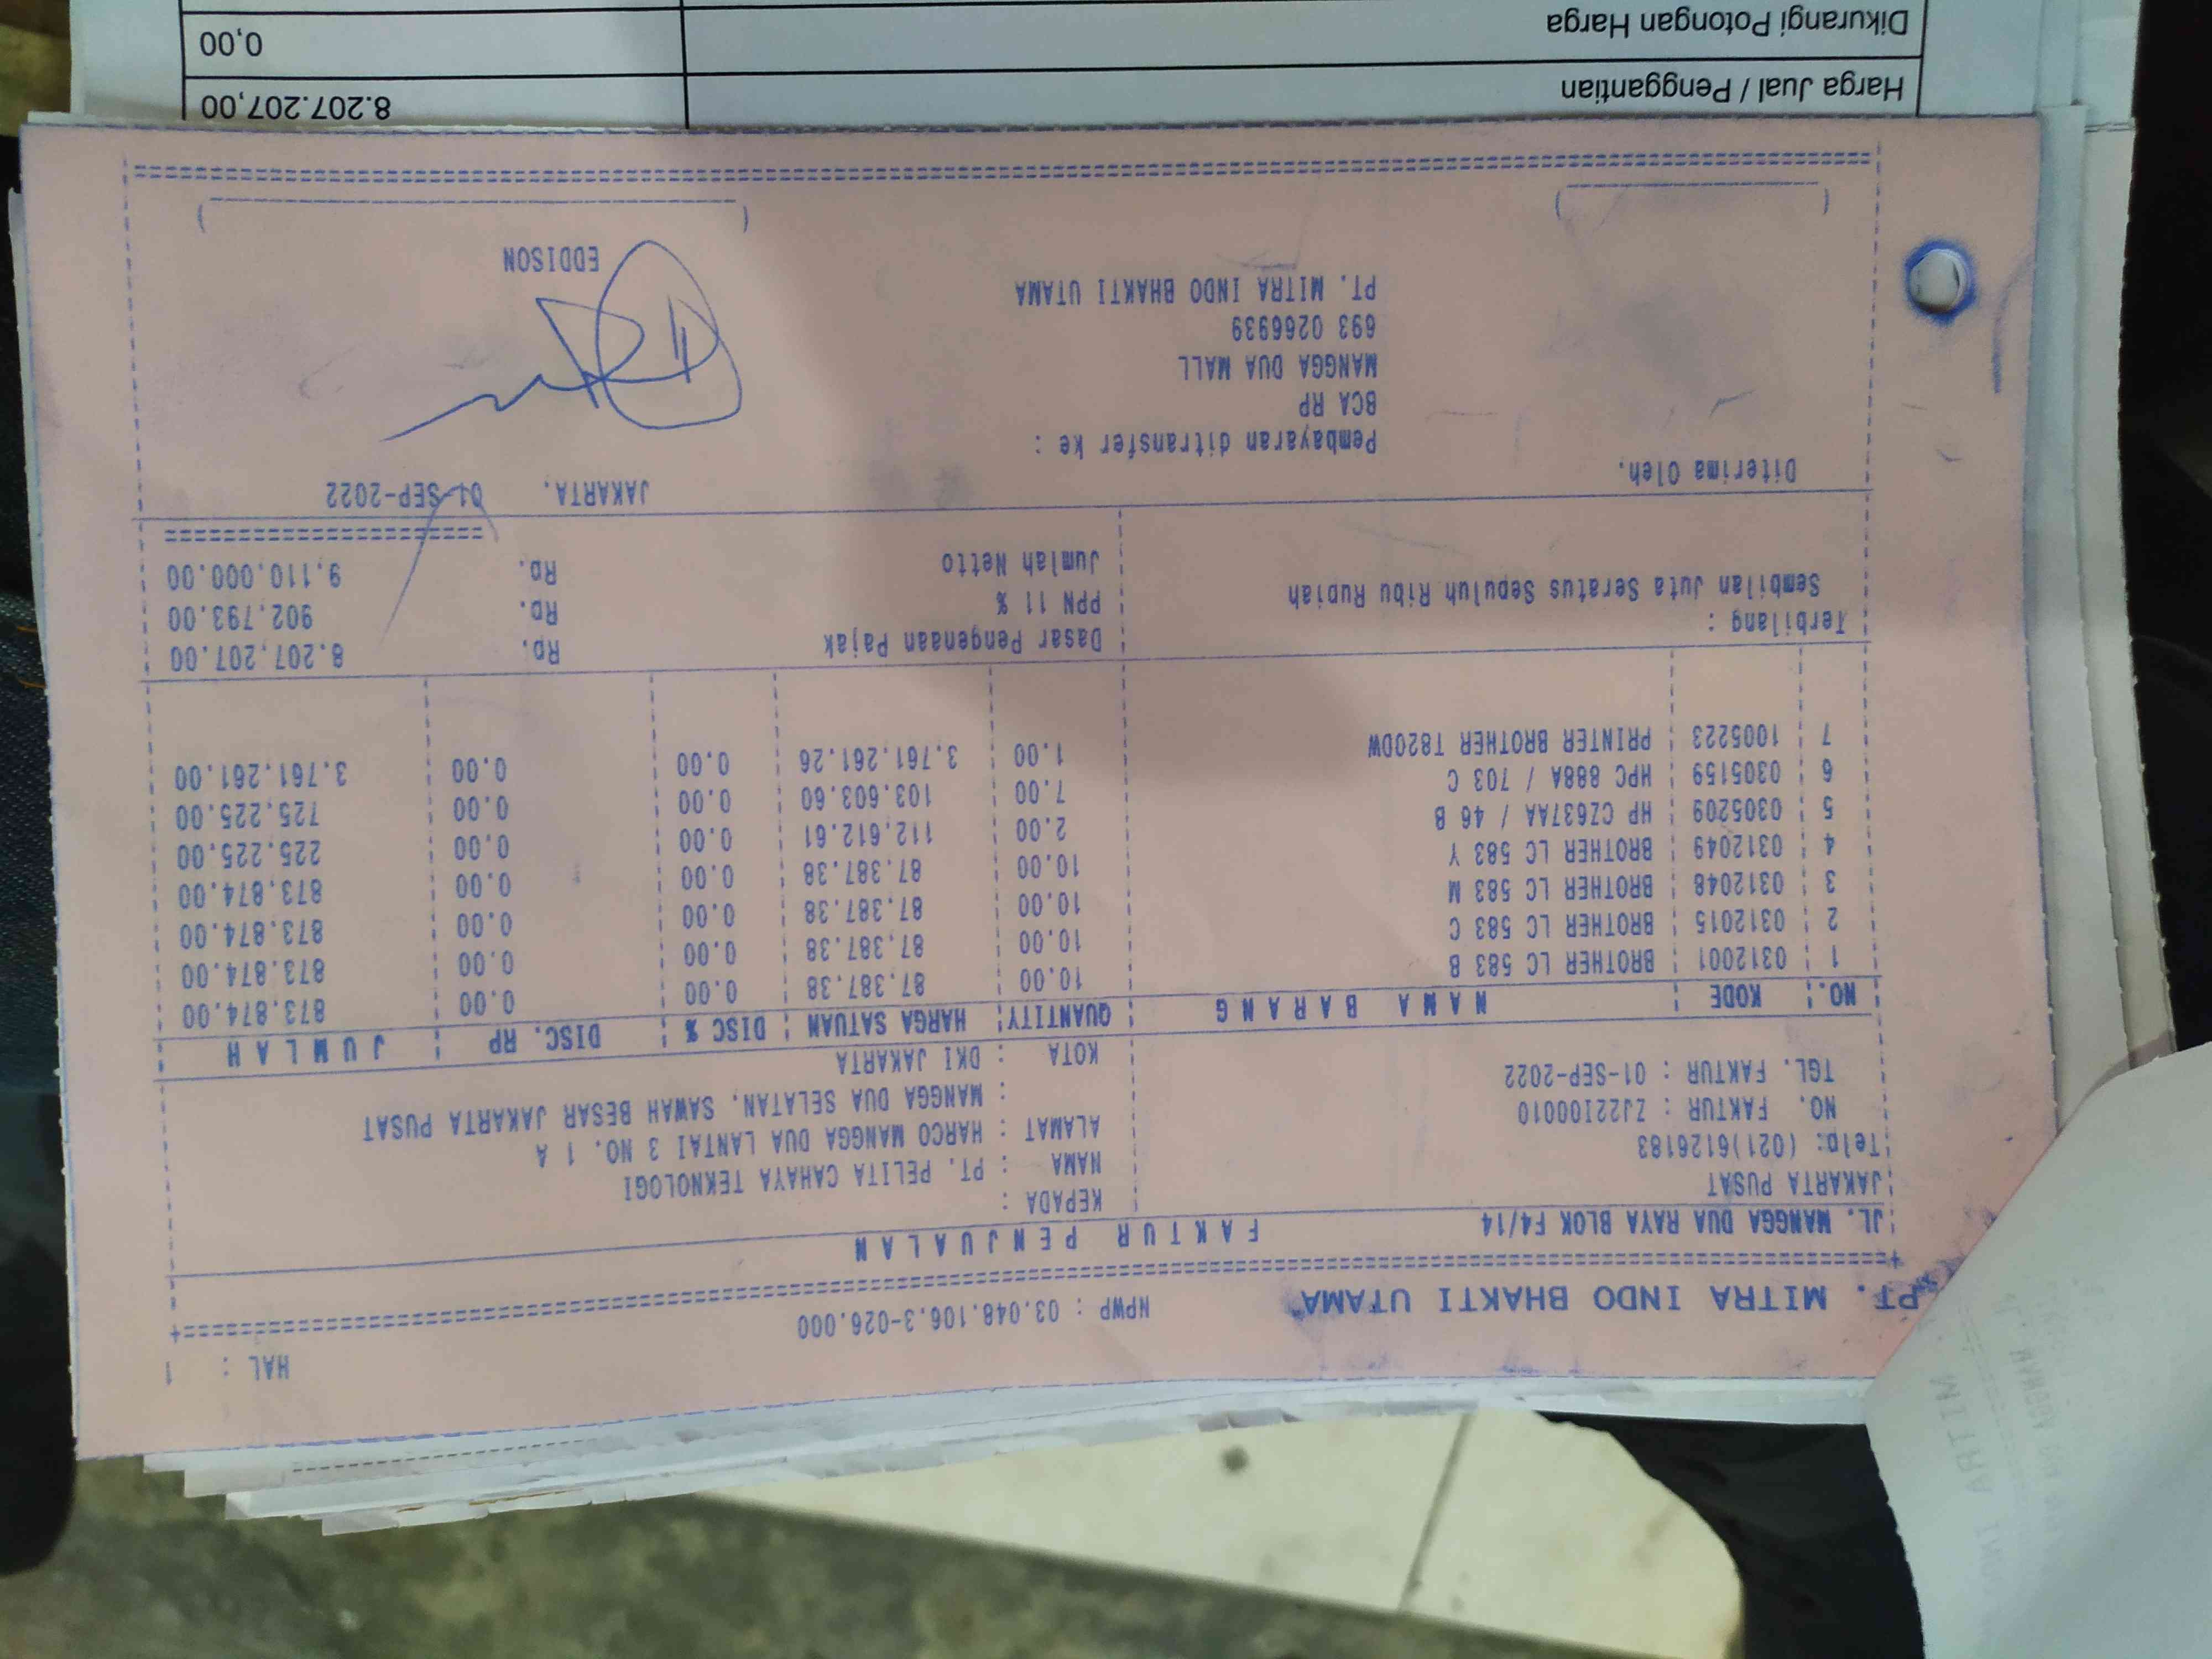 HAL : 1
PT. MITRA INDO BHAKTI UTAMA
NPWP : 03.048.106.3-026.000
JL. MANGGA DUA RAYA BLOK F4/14
FAKTUR PENJUALAN
JAKARTA PUSAT
Telp: (021)6126183
NO. FAKTUR : ZJ22I00010
TGL. FAKTUR : 01-SEP-2022
KEPADA :
NAMA : PT. PELITA CAHAYA TEKNOLOGI
ALAMAT : HARCO MANGGA DUA LANTAI 3 NO. 1 A
: MANGGA DUA SELATAN. SAWAH BESAR JAKARTA PUSAT
KOTA : DKI JAKARTA
NO. KODE NAMA BARANG QUANTITY HARGA SATUAN DISC % DISC. RP JUMLAH
1 0312001 BROTHER LC 583 B 10.00 87.387.38 0.00 0.00 873.874.00
2 0312015 BROTHER LC 583 C 10.00 87.387.38 0.00 0.00 873.874.00
3 0312048 BROTHER LC 583 M 10.00 87.387.38 0.00 0.00 873.874.00
4 0312049 BROTHER LC 583 Y 10.00 87.387.38 0.00 0.00 873.874.00
5 0305209 HP CZ637AA / 46 B 2.00 112.612.61 0.00 0.00 225.225.00
6 0305159 HPC 888A / 703 C 7.00 103.603.60 0.00 0.00 725.225.00
7 1005223 PRINTER BROTHER T820DW 1.00 3.761.261.26 0.00 0.00 3.761.261.00
Terbilang :
Sembilan Juta Seratus Sepuluh Ribu Rupiah
Dasar Pengenaan Pajak Rp. 8.207.207.00
PPN 11 % Rp. 902.793.00
Jumlah Netto Rp. 9.110.000.00
Diterima Oleh.
Pembayaran ditransfer ke :
BCA RP
MANGGA DUA MALL
693 0266939
PT. MITRA INDO BHAKTI UTAMA
JAKARTA, 01-SEP-2022
EDDISON
Harga Jual / Penggantian 8.207.207,00
Dikurangi Potongan Harga 0,00